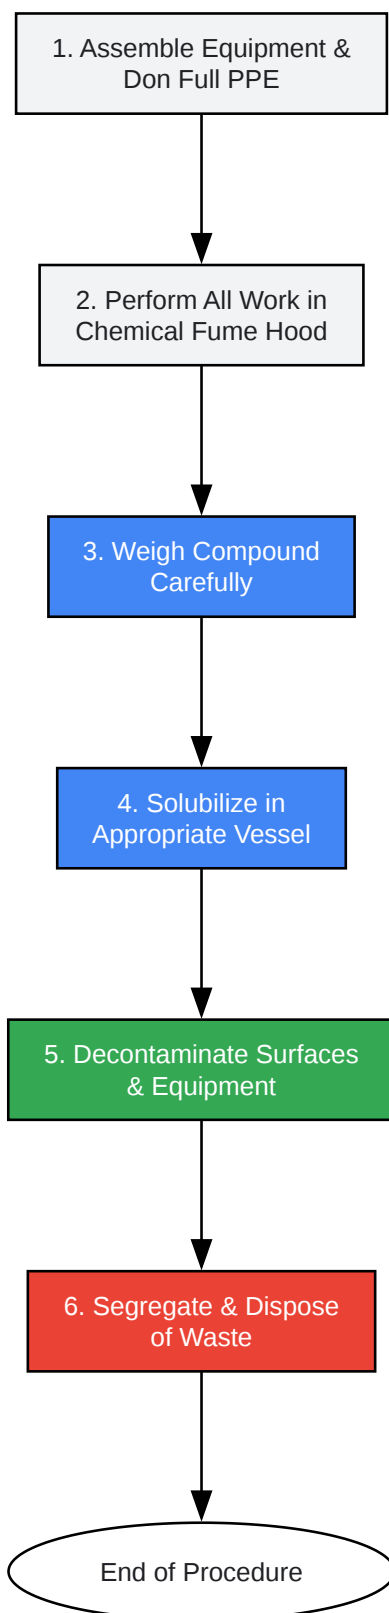 1. Assemble Equipment &
Don Full PPE
2. Perform All Work in
Chemical Fume Hood
3. Weigh Compound
Carefully
4. Solubilize in
Appropriate Vessel
5. Decontaminate Surfaces
& Equipment
6. Segregate & Dispose
of Waste
End of Procedure